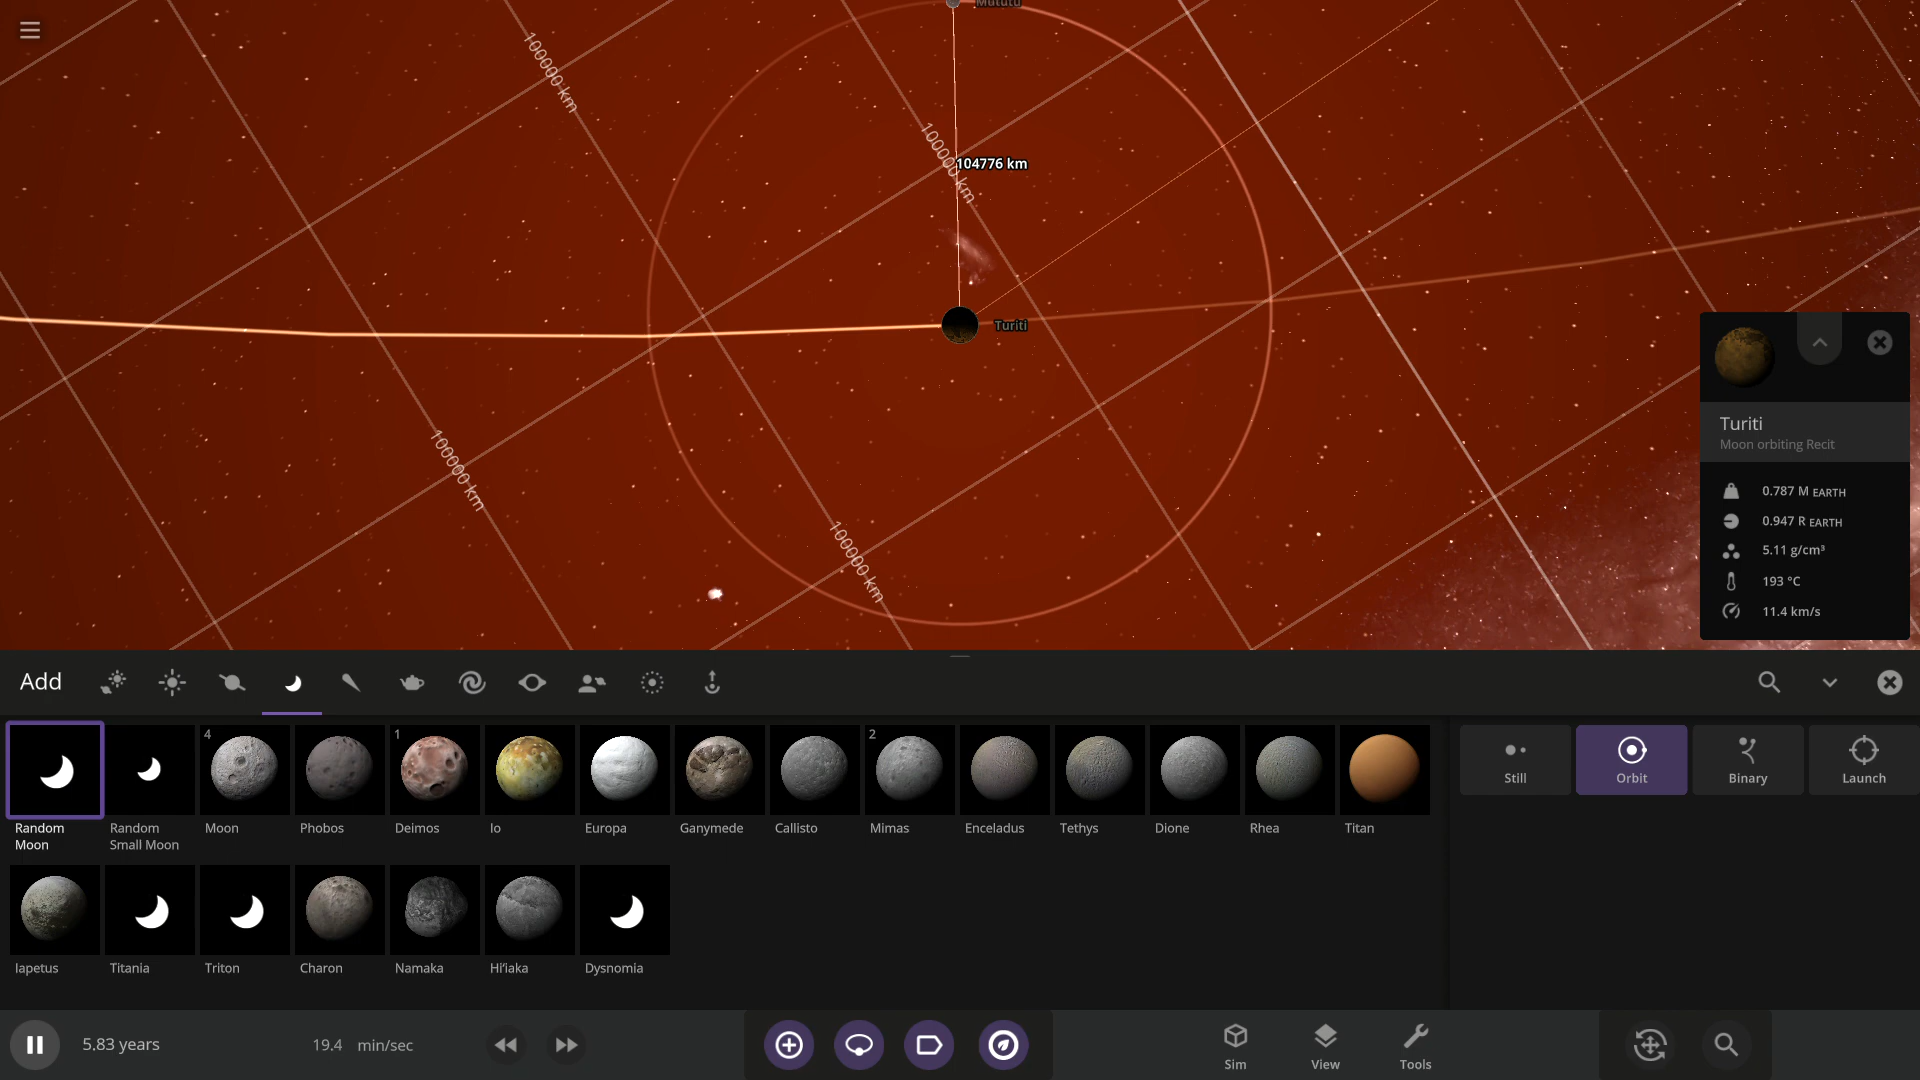 Matutu
100000 km
100000 km
104776 km
Turiti
100000 km
100000 km
Turiti
Moon orbiting Recit
0.787 M EARTH
0.947 R EARTH
5.11 g/cm³
193 °C
11.4 km/s
Add
4
1
2
Random Moon
Random Small Moon
Moon
Phobos
Deimos
Io
Europa
Ganymede
Callisto
Mimas
Enceladus
Tethys
Dione
Rhea
Titan
Still
Orbit
Binary
Launch
Iapetus
Titania
Triton
Charon
Namaka
Hi'iaka
Dysnomia
5.83 years
19.4 min/sec
Sim
View
Tools